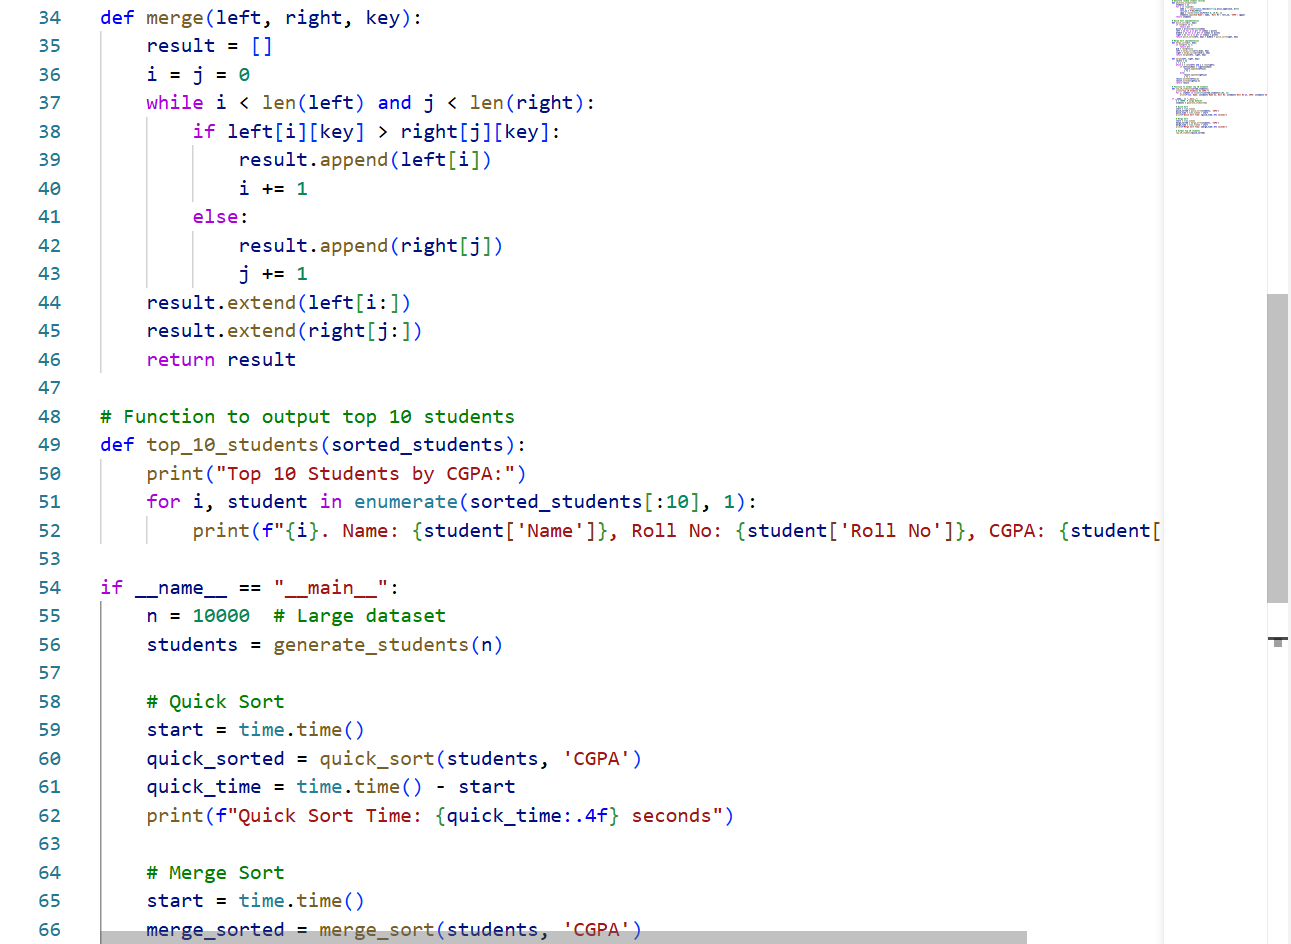 34 def merge(left, right, key):
35     result = []
36     i = j = 0
37     while i < len(left) and j < len(right):
38         if left[i][key] > right[j][key]:
39             result.append(left[i])
40             i += 1
41         else:
42             result.append(right[j])
43             j += 1
44     result.extend(left[i:])
45     result.extend(right[j:])
46     return result
47
48 # Function to output top 10 students
49 def top_10_students(sorted_students):
50     print("Top 10 Students by CGPA:")
51     for i, student in enumerate(sorted_students[:10], 1):
52         print(f"{i}. Name: {student['Name']}, Roll No: {student['Roll No']}, CGPA: {student[
53
54 if __name__ == "__main__":
55     n = 10000  # Large dataset
56     students = generate_students(n)
57
58     # Quick Sort
59     start = time.time()
60     quick_sorted = quick_sort(students, 'CGPA')
61     quick_time = time.time() - start
62     print(f"Quick Sort Time: {quick_time:.4f} seconds")
63
64     # Merge Sort
65     start = time.time()
66     merge_sorted = merge_sort(students, 'CGPA')